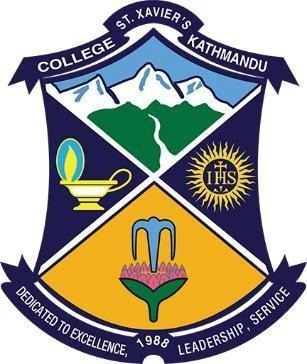 ST. XAVIER'S
COLLEGE KATHMANDU
IHS
DEDICATED TO EXCELLENCE, LEADERSHIP, SERVICE
1988